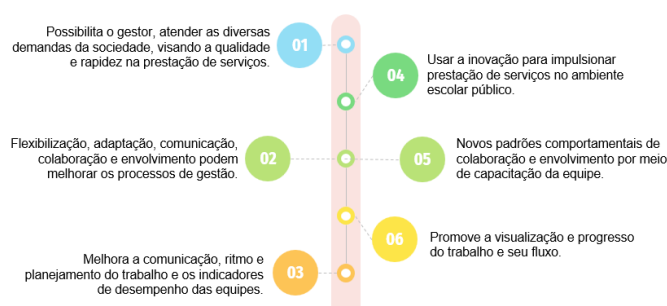 Possibilita o gestor, atender as diversas
demandas da sociedade, visando a qualidade
e rapidez na prestação de serviços.
01
Flexibilização, adaptação, comunicação,
colaboração e envolvimento podem
melhorar os processos de gestão.
02
Melhora a comunicação, ritmo e
planejamento do trabalho e os indicadores
de desempenho das equipes.
03
04
Usar a inovação para impulsionar
prestação de serviços no ambiente
escolar público.
05
Novos padrões comportamentais de
colaboração e envolvimento por meio
de capacitação da equipe.
06
Promove a visualização e progresso
do trabalho e seu fluxo.